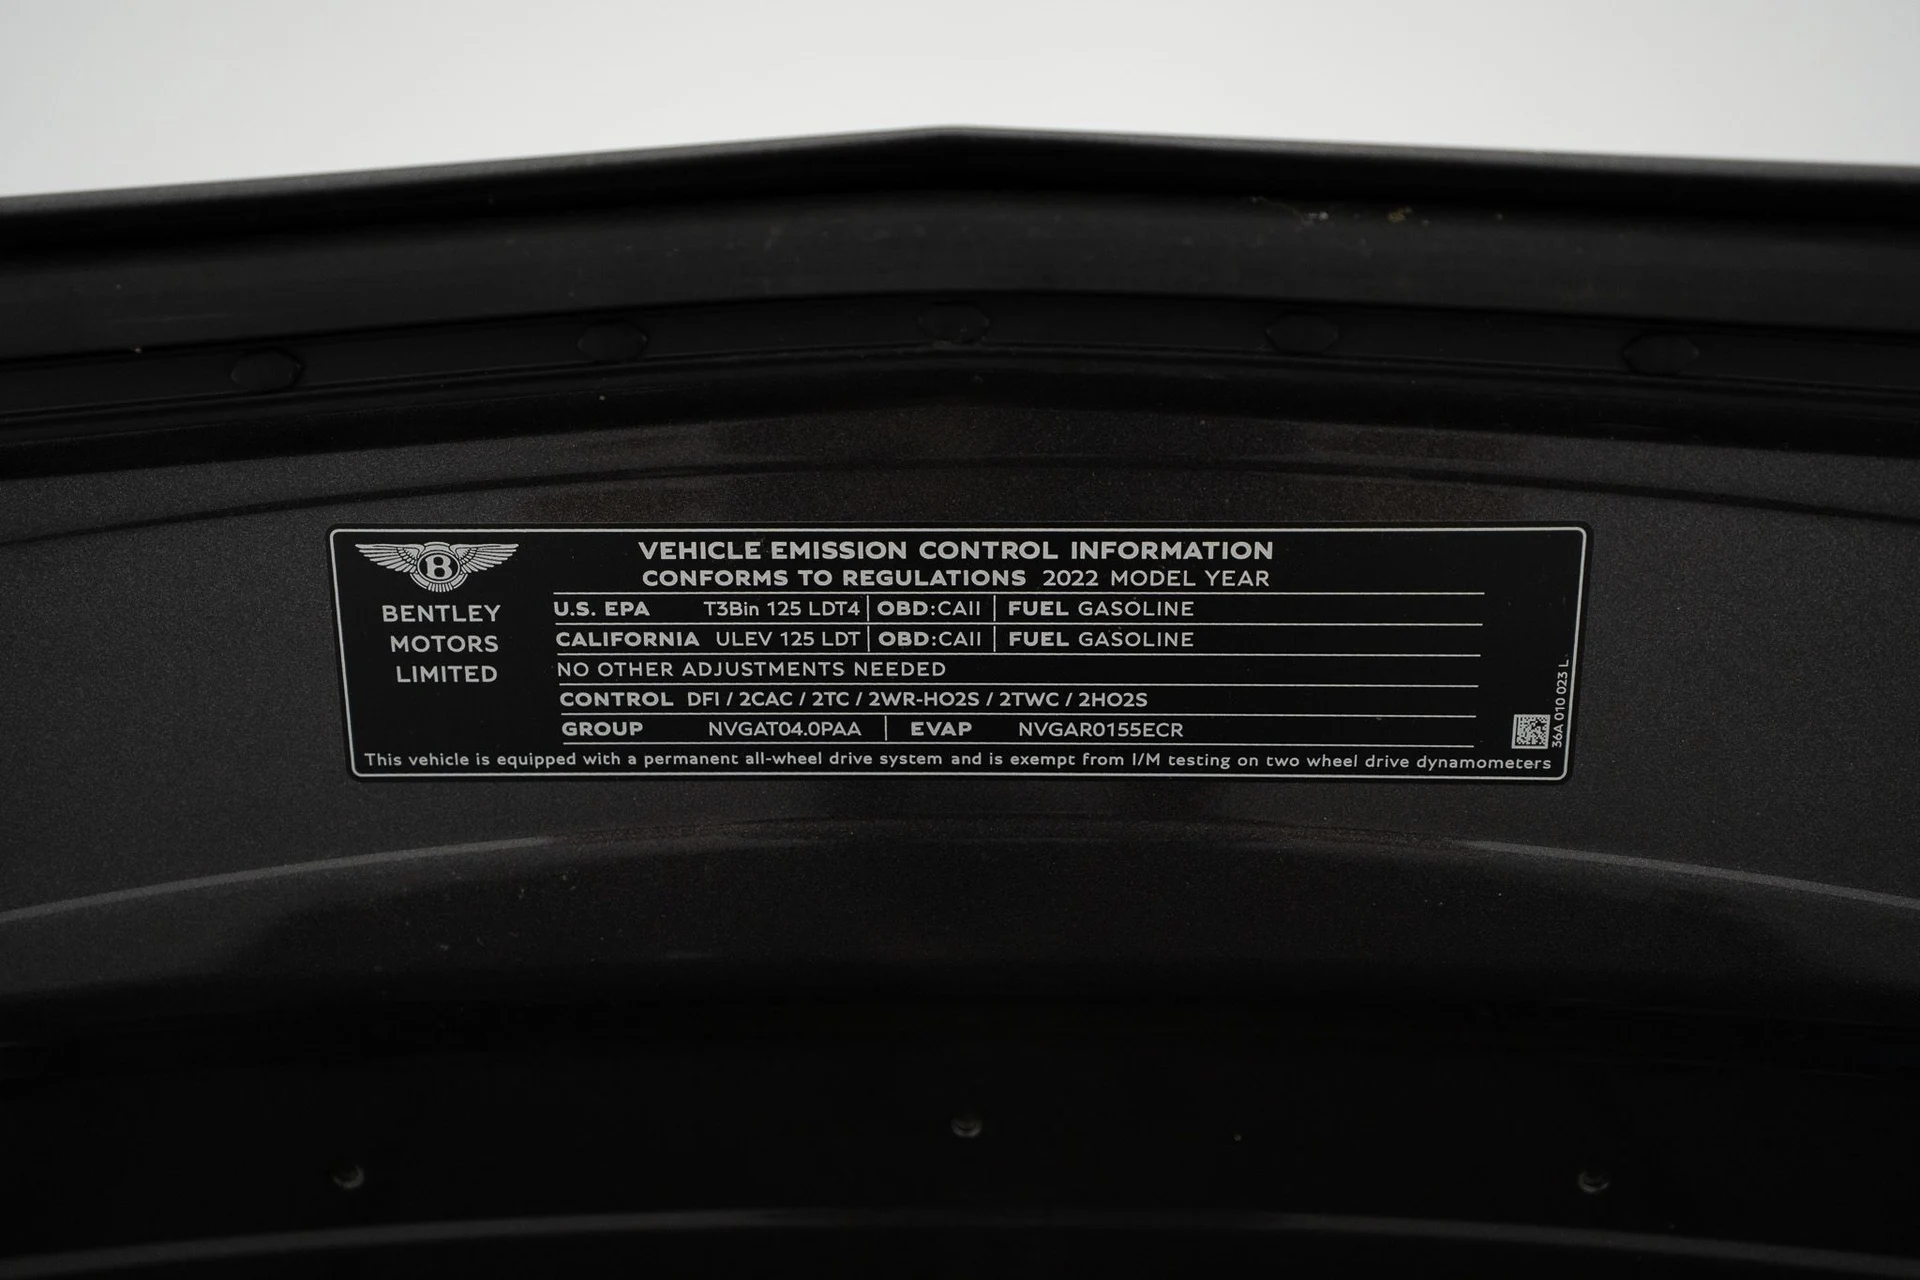 VEHICLE EMISSION CONTROL INFORMATION
CONFORMS TO REGULATIONS 2022 MODEL YEAR
B
BENTLEY
MOTORS
LIMITED
U.S. EPA T3Bin 125 LDT4 | OBD:CAII | FUEL GASOLINE
CALIFORNIA ULEV 125 LDT | OBD:CAII | FUEL GASOLINE
NO OTHER ADJUSTMENTS NEEDED
CONTROL DFI / 2CAC / 2TC / 2WR-HO2S / 2TWC / 2HO2S
GROUP NVGAT04.0PAA | EVAP NVGAR0155ECR
This vehicle is equipped with a permanent all-wheel drive system and is exempt from I/M testing on two wheel drive dynamometers
36A 010 023 L